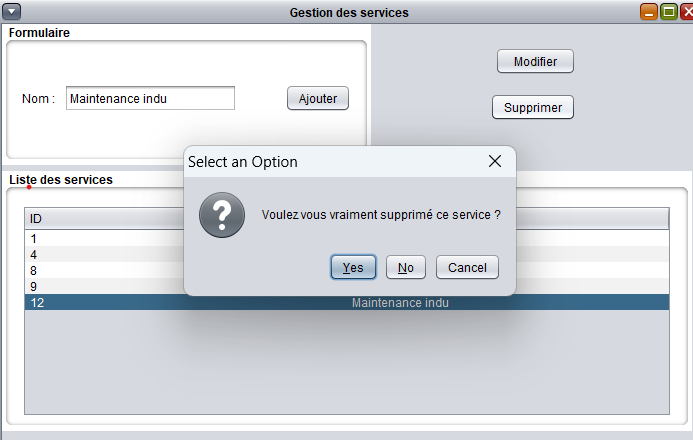 Gestion des services
Formulaire
Modifier
Nom :
Maintenance indu
Ajouter
Supprimer
Select an Option
Liste des services
Voulez vous vraiment supprimé ce service ?
ID
1
4
Yes
No
Cancel
8
9
12
Maintenance indu